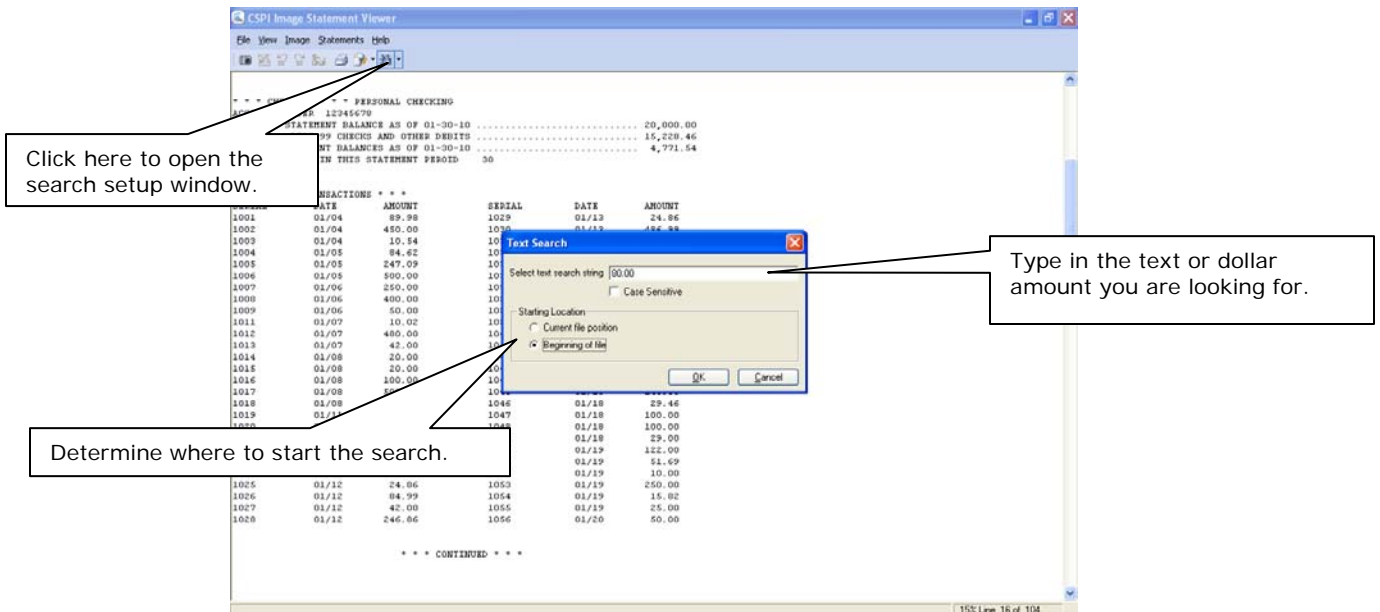 CSPI Image Statement Viewer
File View Image Statements Help
PERSONAL CHECKING
12345678
STATEMENT BALANCE AS OF 01-30-10 ................................ 20,000.00
99 CHECKS AND OTHER DEBITS ................................ 15,228.46
BALANCES AS OF 01-30-10 ................................ 4,771.54
IN THIS STATEMENT PEROID 30
Click here to open the
search setup window.
* * *
DATE AMOUNT SERIAL DATE AMOUNT
1001 01/04 89.98 1029 01/13 24.86
1002 01/04 450.00
1003 01/04 10.54
1004 01/05 84.62
1005 01/05 247.09
1006 01/05 500.00
1007 01/06 250.00
1008 01/06 400.00
1009 01/06 50.00
1011 01/07 10.02
1012 01/07 480.00
1013 01/07 42.00
1014 01/08 20.00
1015 01/08 20.00
1016 01/08 100.00
1017 01/08
1018 01/08 1046 01/18 29.46
1019 1047 01/18 100.00
01/18 100.00
01/18 29.00
01/19 122.00
01/19 51.69
01/19 10.00
1025 01/12 24.86 1053 01/19 250.00
1026 01/12 84.99 1054 01/19 15.82
1027 01/12 42.00 1055 01/19 25.00
1028 01/12 246.86 1056 01/20 50.00
* * * CONTINUED * * *
Text Search
Select text search string 80.00
Case Sensitive
Starting Location
Current file position
Beginning of file
OK Cancel
Type in the text or dollar
amount you are looking for.
Determine where to start the search.
15% Line 16 of 104